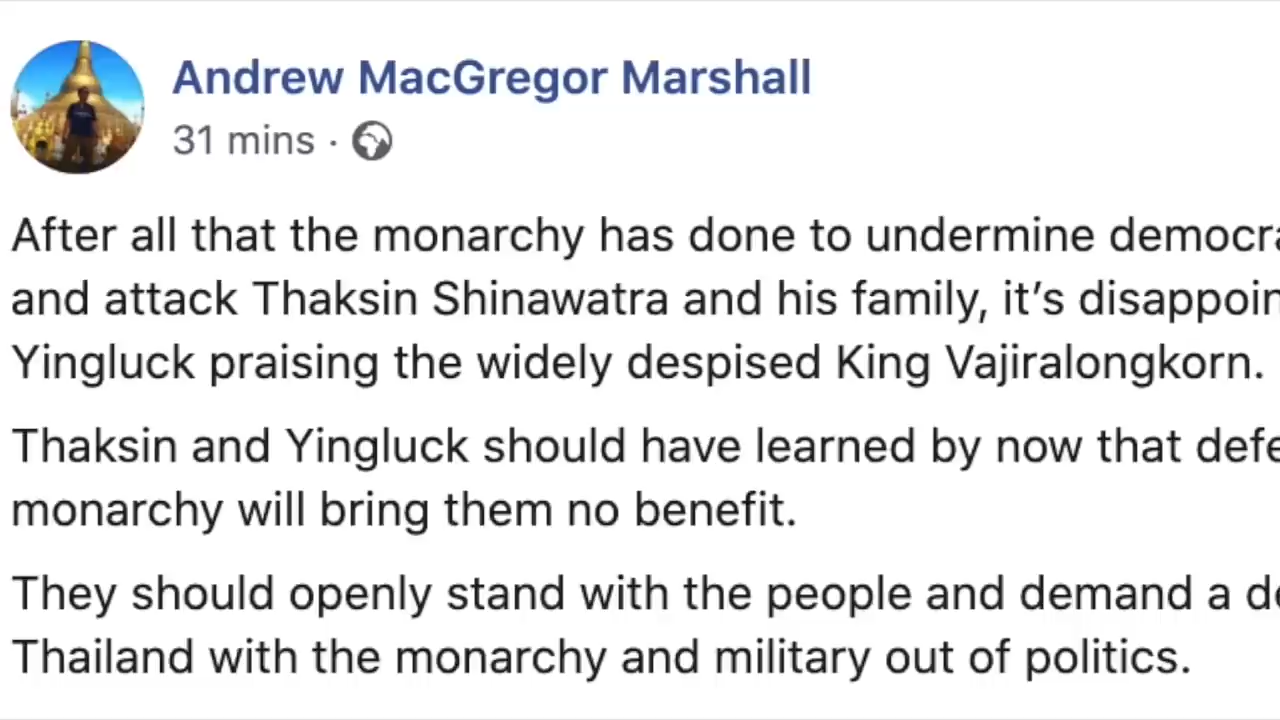 Andrew MacGregor Marshall
31 mins ·
After all that the monarchy has done to undermine
and attack Thaksin Shinawatra and his family, it's
Yingluck praising the widely despised King Vajiralongkorn.
Thaksin and Yingluck should have learned by now that
monarchy will bring them no benefit.
They should openly stand with the people and demand a
Thailand with the monarchy and military out of politics.